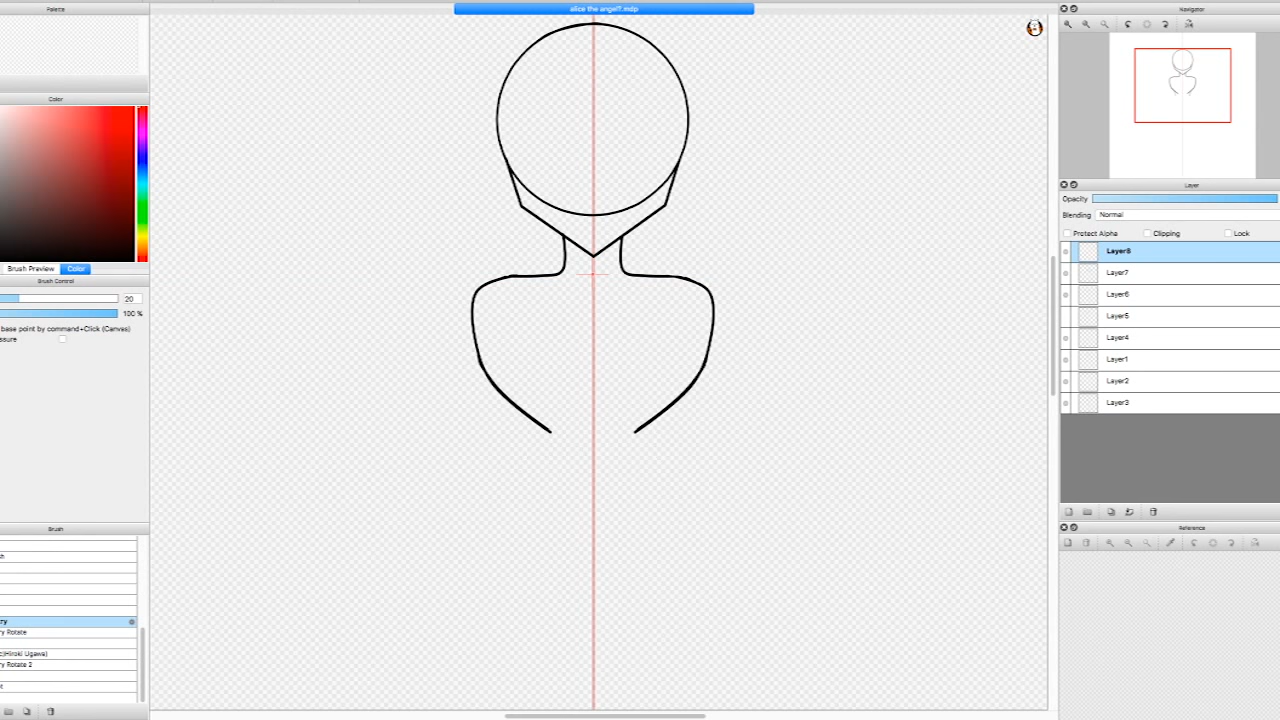 Palette
alice the angel7.mdp
Navigator
Color
Brush Preview
Color
Brush Control
20
100 %
base point by command+Click (Canvas)
ssure
Brush
sh
ry
ry Rotate
c(Hiroki Ugawa)
ry Rotate 2
t
Layer
Opacity
Blending
Normal
Protect Alpha
Clipping
Lock
Layer8
Layer7
Layer6
Layer5
Layer4
Layer1
Layer2
Layer3
Reference